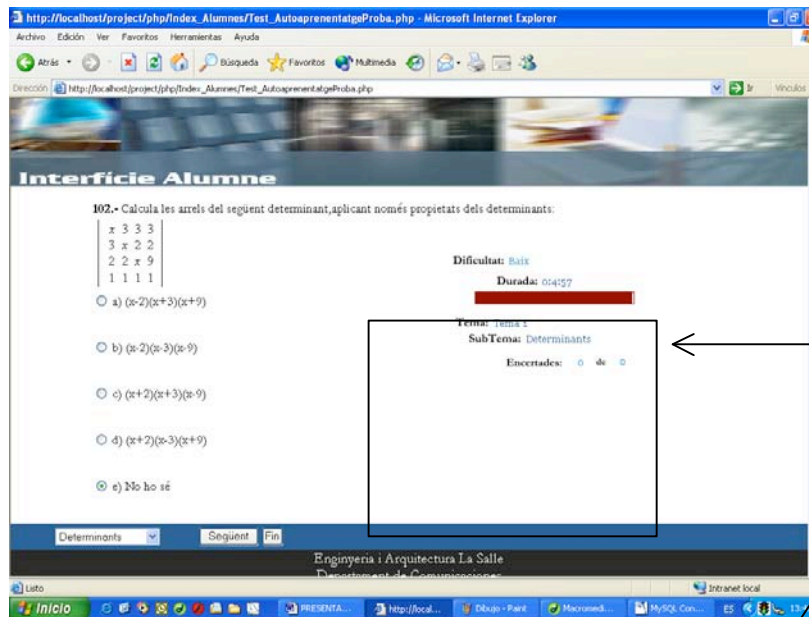 http://localhost/project/php/Index_Alumnes/Test_AutoaprenentatgeProba.php - Microsoft Internet Explorer
Archivo Edición Ver Favoritos Herramientas Ayuda
Atrás Búsqueda Favoritos Multimedia
Dirección http://localhost/project/php/Index_Alumnes/Test_AutoaprenentatgeProba.php Ir Vínculos
Interfície Alumne
102.- Calcula les arrels del següent determinant,aplicant només propietats dels determinants:
x 3 3 3
3 x 2 2
2 2 x 9
1 1 1 1
Dificultat: Baix
Durada: 0:4:57
a) (x-2)(x+3)(x+9)
Tema: Tema 1
SubTema: Determinants
b) (x-2)(x-3)(x-9)
Encertades: 0 de 0
c) (x+2)(x+3)(x-9)
d) (x+2)(x-3)(x+9)
e) No ho sé
Determinants Següent Fin
Enginyeria i Arquitectura La Salle
Departament de Comunicaciones
Listo Intranet local
Inicio PRESENTA... http://local... Dibujo - Paint Macromedi... MySQL Con... ES